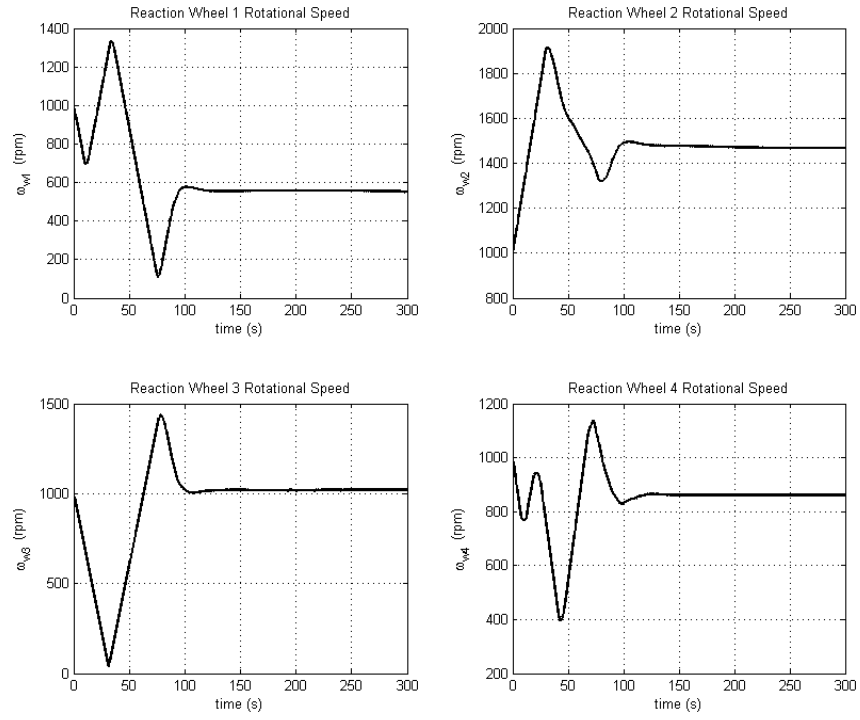 Reaction Wheel 1 Rotational Speed
1400
1200
1000
800
600
400
200
0
ω_w1 (rpm)
0 50 100 150 200 250 300
time (s)
Reaction Wheel 2 Rotational Speed
2000
1800
1600
1400
1200
1000
800
ω_w2 (rpm)
0 50 100 150 200 250 300
time (s)
Reaction Wheel 3 Rotational Speed
1500
1000
500
0
ω_w3 (rpm)
0 50 100 150 200 250 300
time (s)
Reaction Wheel 4 Rotational Speed
1200
1000
800
600
400
200
ω_w4 (rpm)
0 50 100 150 200 250 300
time (s)